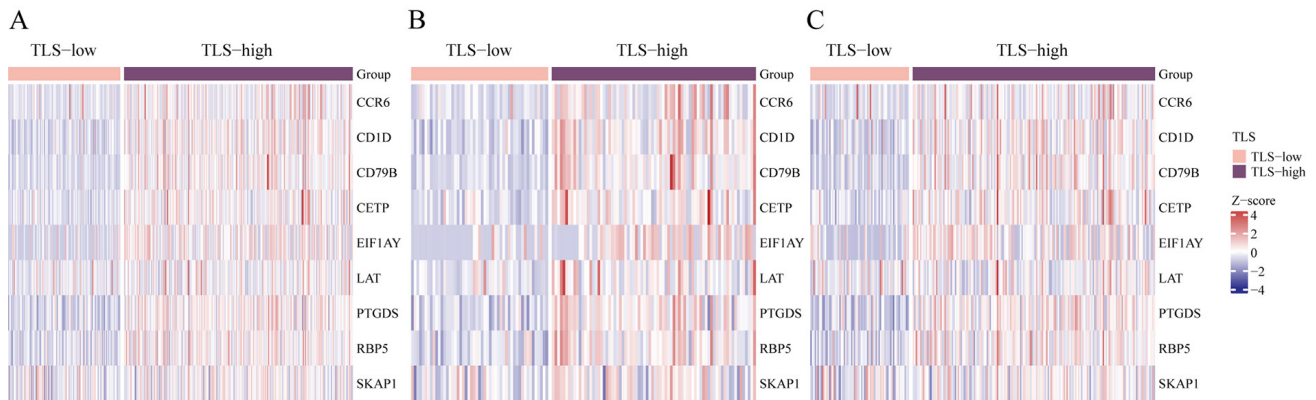 A
TLS−low
TLS−high
Group
CCR6
CD1D
CD79B
CETP
EIF1AY
LAT
PTGDS
RBP5
SKAP1
B
TLS−low
TLS−high
Group
CCR6
CD1D
CD79B
CETP
EIF1AY
LAT
PTGDS
RBP5
SKAP1
C
TLS−low
TLS−high
Group
CCR6
CD1D
CD79B
CETP
EIF1AY
LAT
PTGDS
RBP5
SKAP1
TLS
TLS−low
TLS−high
Z−score
4
2
0
−2
−4